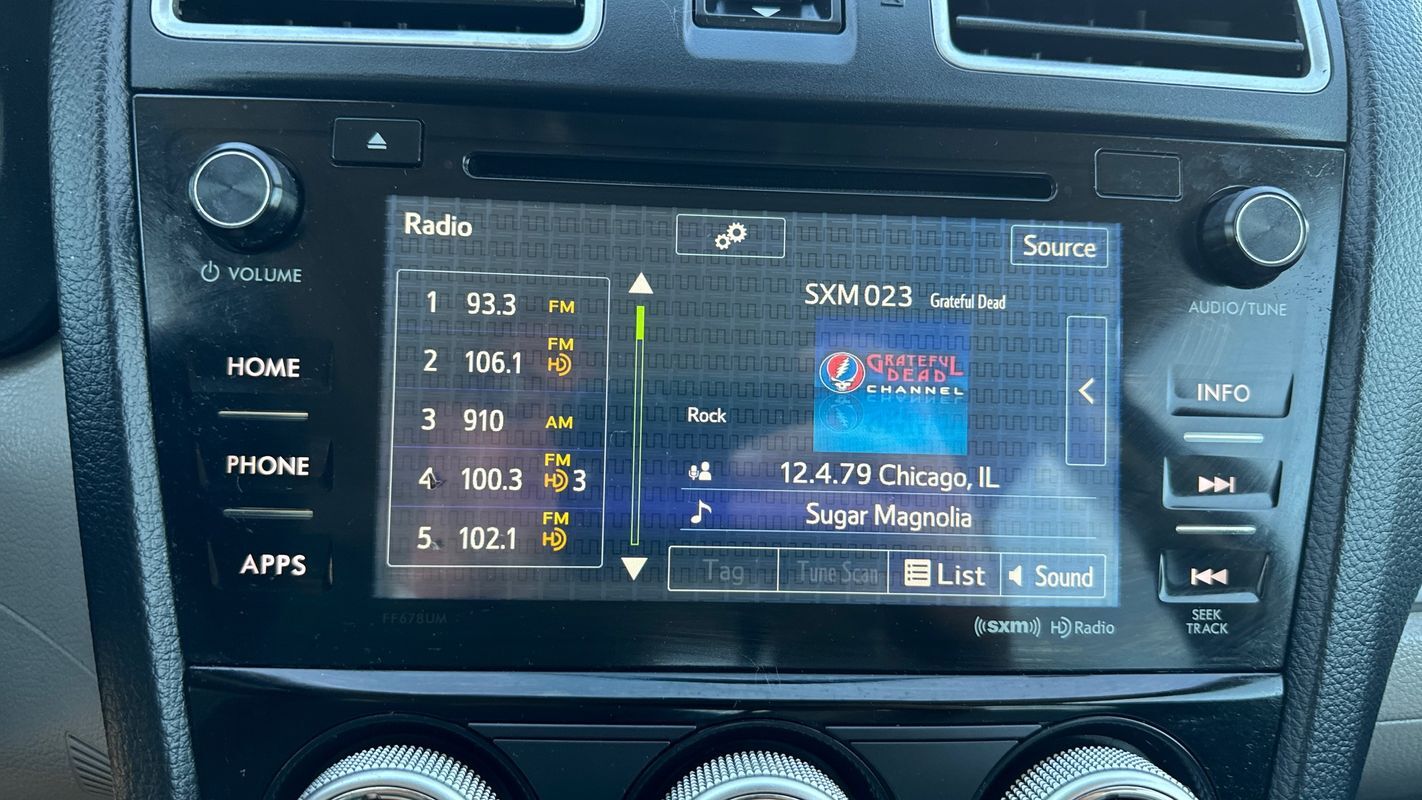 VOLUME
HOME
PHONE
APPS
Radio
Source
1 93.3 FM
2 106.1 FM HD
3 910 AM
4 100.3 FM HD 3
5 102.1 FM HD
SXM 023 Grateful Dead
GRATEFUL
DEAD
CHANNEL
Rock
12.4.79 Chicago, IL
Sugar Magnolia
Tag Tune Scan List Sound
FF678UM
((sxm)) HD Radio
AUDIO/TUNE
INFO
SEEK
TRACK